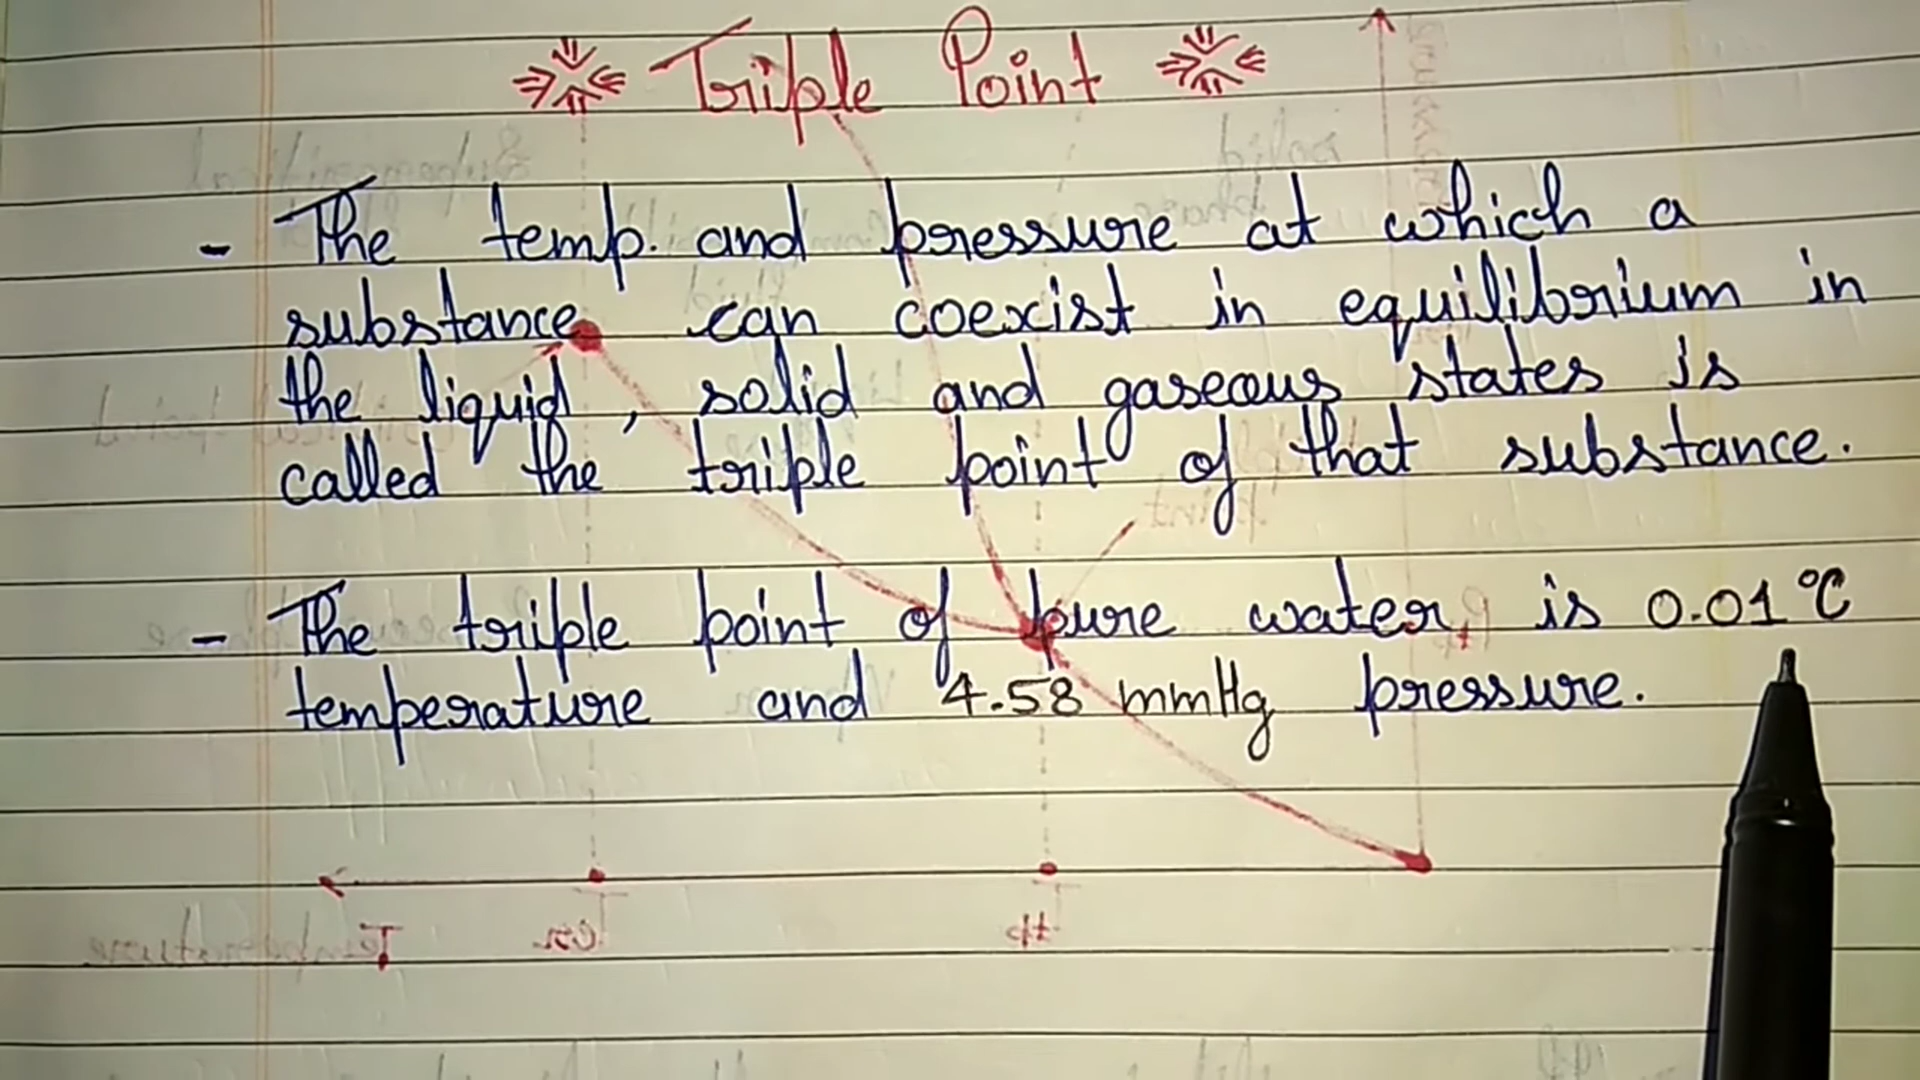 Triple Point
- The temp. and pressure at which a
substance can coexist in equilibrium in
the liquid, solid and gaseous states is
called the triple point of that substance.
- The triple point of pure water, is 0.01 °C
temperature and 4.58 mmHg pressure.